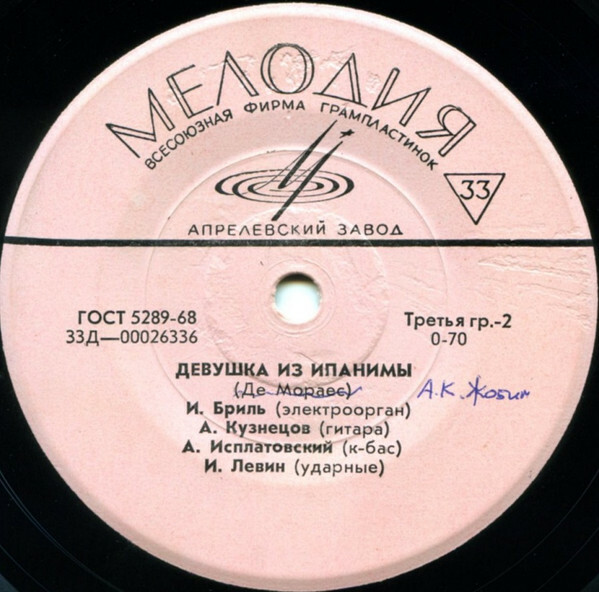 МЕЛОДИЯ
ВСЕСОЮЗНАЯ ФИРМА ГРАМПЛАСТИНОК
33
АПРЕЛЕВСКИЙ ЗАВОД
ГОСТ 5289-68
33Д—00026336
Третья гр.-2
0-70
ДЕВУШКА ИЗ ИПАНИМЫ
(Де Мораес) А.К. Жобим
И. Бриль (электроорган)
А. Кузнецов (гитара)
А. Исплатовский (к-бас)
И. Левин (ударные)